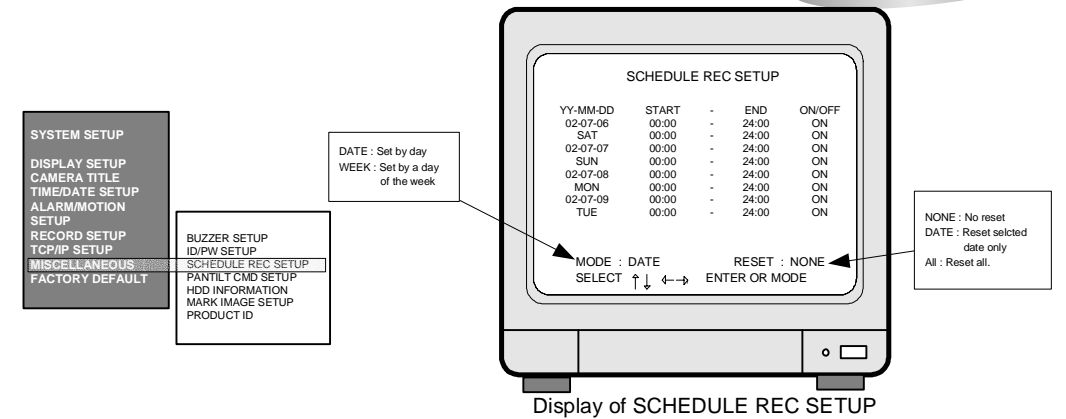 SYSTEM SETUP
DISPLAY SETUP
CAMERA TITLE
TIME/DATE SETUP
ALARM/MOTION
SETUP
RECORD SETUP
TCP/IP SETUP
MISCELLANEOUS
FACTORY DEFAULT
BUZZER SETUP
ID/PW SETUP
SCHEDULE REC SETUP
PANTILT CMD SETUP
HDD INFORMATION
MARK IMAGE SETUP
PRODUCT ID
DATE : Set by day
WEEK : Set by a day
of the week
SCHEDULE REC SETUP
YY-MM-DD START - END ON/OFF
02-07-06 00:00 - 24:00 ON
SAT 00:00 - 24:00 ON
02-07-07 00:00 - 24:00 ON
SUN 00:00 - 24:00 ON
02-07-08 00:00 - 24:00 ON
MON 00:00 - 24:00 ON
02-07-09 00:00 - 24:00 ON
TUE 00:00 - 24:00 ON
MODE : DATE RESET : NONE
SELECT ↑↓ ←→ ENTER OR MODE
NONE : No reset
DATE : Reset selcted
date only
All : Reset all.
Display of SCHEDULE REC SETUP